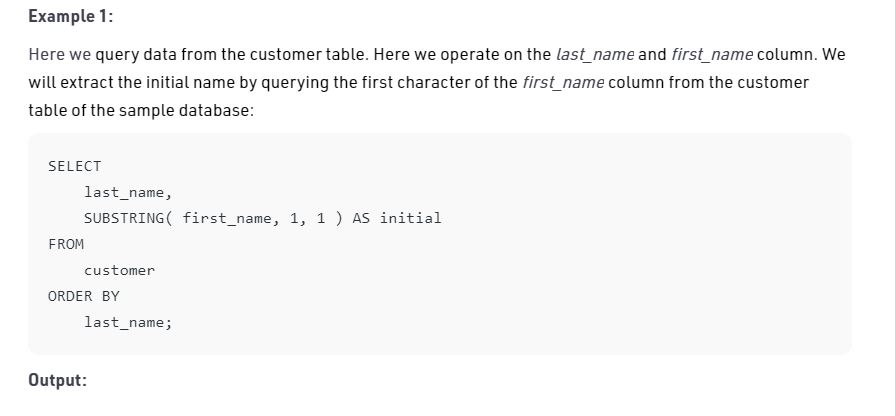 Example 1:
Here we query data from the customer table. Here we operate on the last_name and first_name column. We
will extract the initial name by querying the first character of the first_name column from the customer
table of the sample database:
SELECT
    last_name,
    SUBSTRING( first_name, 1, 1 ) AS initial
FROM
    customer
ORDER BY
    last_name;
Output: